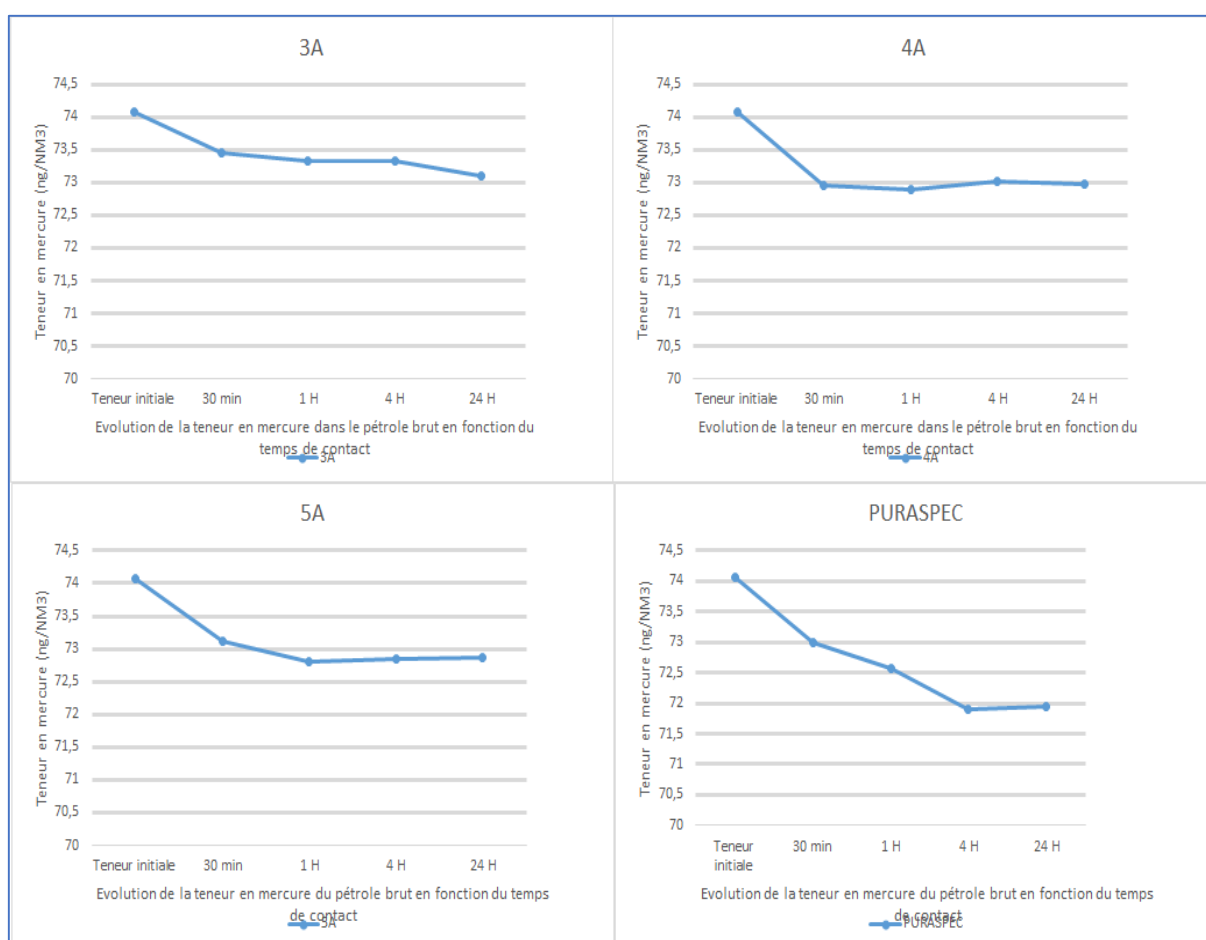 3A
Teneur en mercure (ng/NM3)
74,5
74
73,5
73
72,5
72
71,5
71
70,5
70
Teneur initiale 30 min 1 H 4 H 24 H
Evolution de la teneur en mercure dans le pétrole brut en fonction du
temps de contact
3A
4A
Teneur en mercure (ng/NM3)
74,5
74
73,5
73
72,5
72
71,5
71
70,5
70
Teneur initiale 30 min 1 H 4 H 24 H
Evolution de la teneur en mercure dans le pétrole brut en fonction du
temps de contact
4A
5A
Teneur en mercure (ng/NM3)
74,5
74
73,5
73
72,5
72
71,5
71
70,5
70
Teneur initiale 30 min 1 H 4 H 24 H
Evolution de la teneur en mercure du pétrole brut en fonction du temps
de contact
5A
PURASPEC
Teneur en mercure (ng/NM3)
74,5
74
73,5
73
72,5
72
71,5
71
70,5
70
Teneur 30 min 1 H 4 H 24 H
initiale
Evolution de la teneur en mercure du pétrole brut en fonction du temps
de contact
PURASPEC